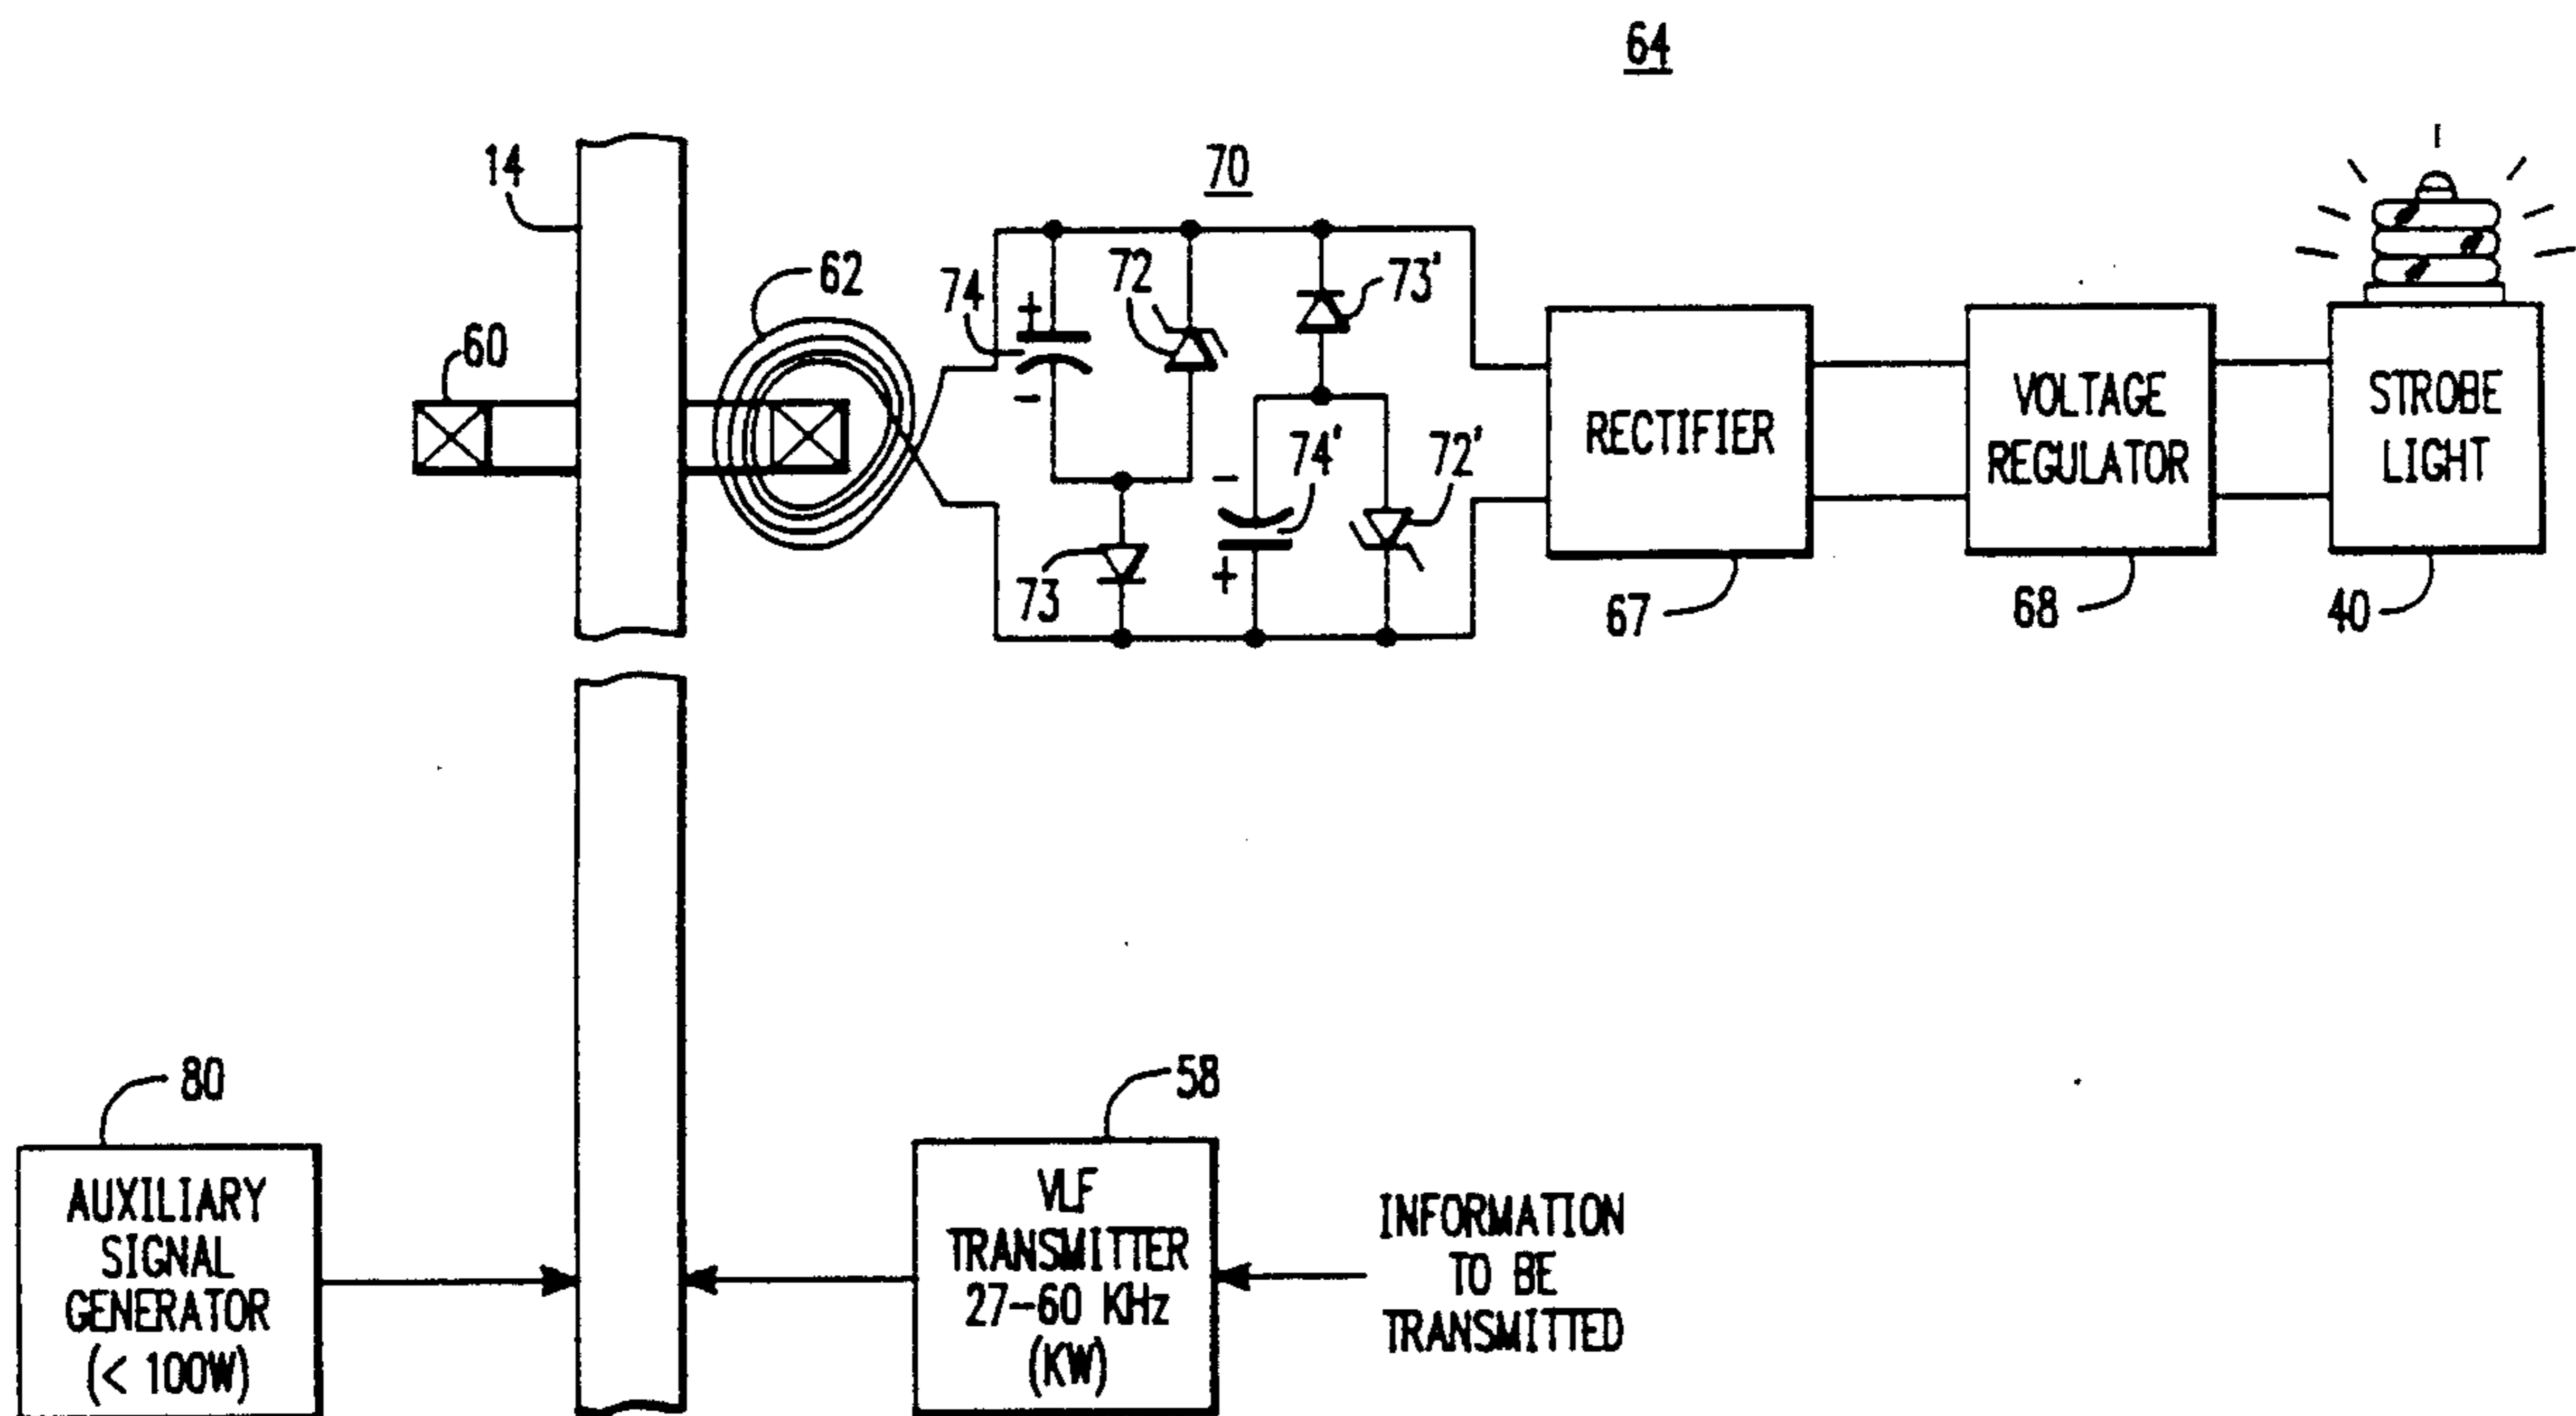 64
14
70
62
74
72
73'
60
+
-
74'
-
72'
+
73
RECTIFIER
VOLTAGE
REGULATOR
STROBE
LIGHT
67
68
40
80
58
AUXILIARY
SIGNAL
GENERATOR
(< 100W)
VLF
TRANSMITTER
27-60 KHz
(KW)
INFORMATION
TO BE
TRANSMITTED